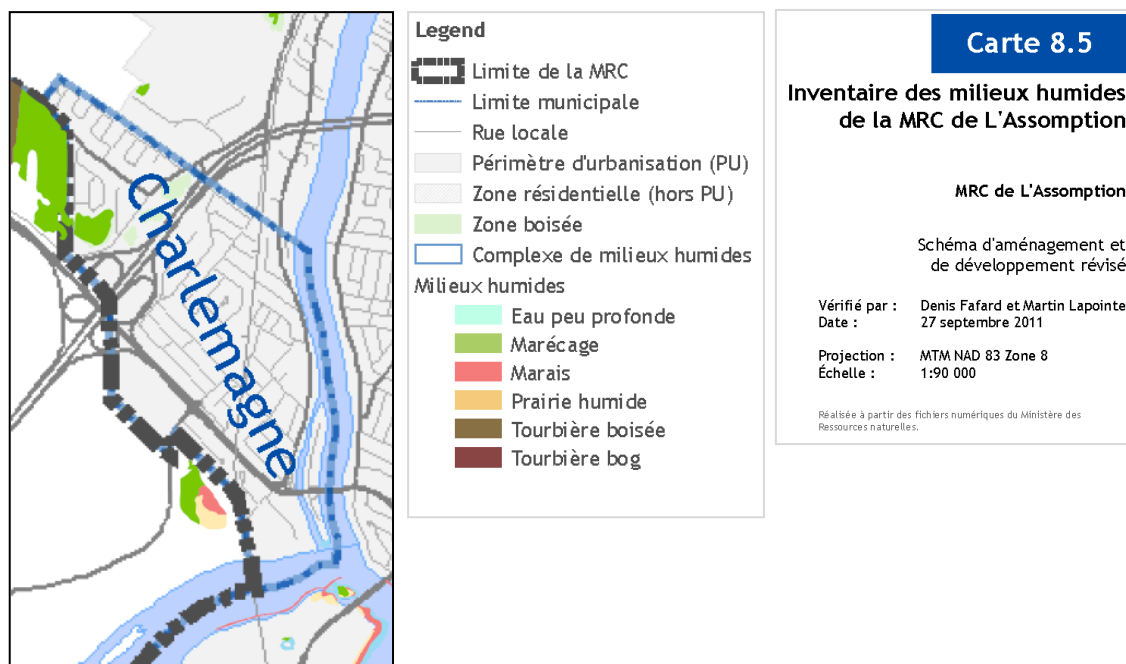 Charlemagne
Legend
Limite de la MRC
Limite municipale
Rue locale
Périmètre d'urbanisation (PU)
Zone résidentielle (hors PU)
Zone boisée
Complexe de milieux humides
Milieux humides
Eau peu profonde
Marécage
Marais
Prairie humide
Tourbière boisée
Tourbière bog
Carte 8.5
Inventaire des milieux humides
de la MRC de L'Assomption
MRC de L'Assomption
Schéma d'aménagement et
de développement révisé
Vérifié par : Denis Fafard et Martin Lapointe
Date : 27 septembre 2011
Projection : MTM NAD 83 Zone 8
Échelle : 1:90 000
Réalisée à partir des fichiers numériques du Ministère des
Ressources naturelles.